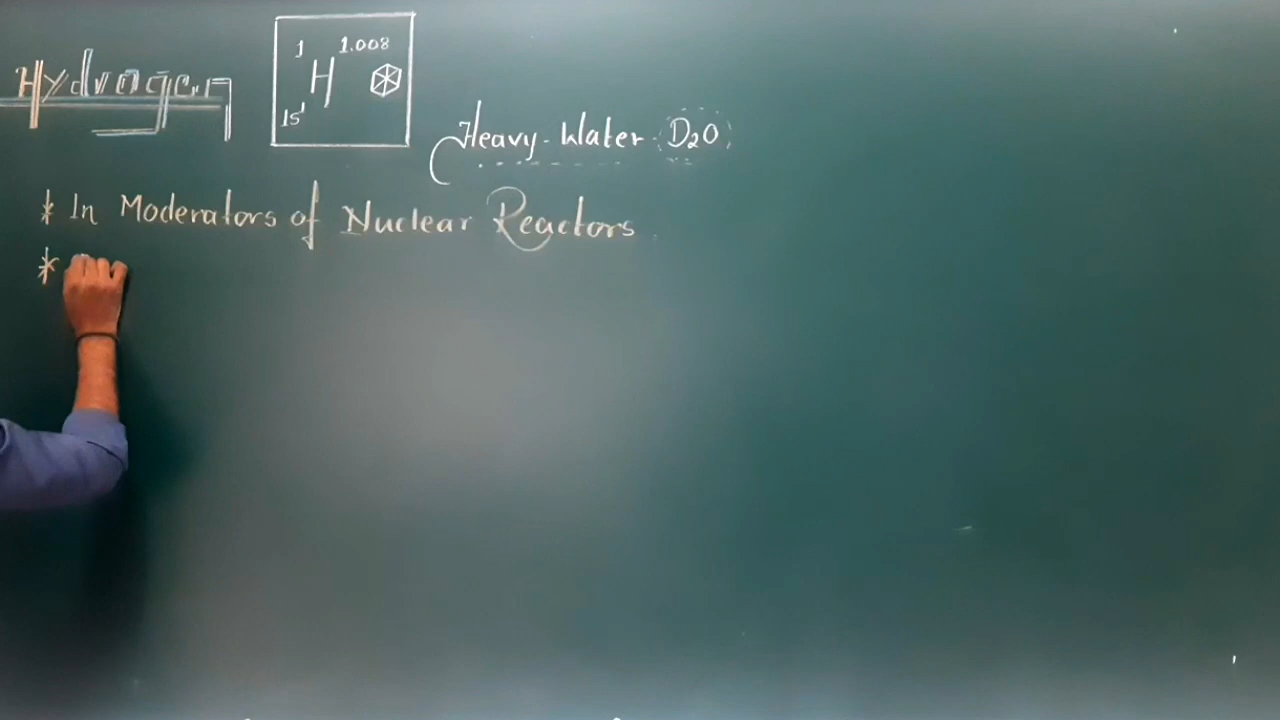 Hydrogen
1 1.008
H
1s¹
Heavy-Water D₂O
* In Moderators of Nuclear Reactors.
*